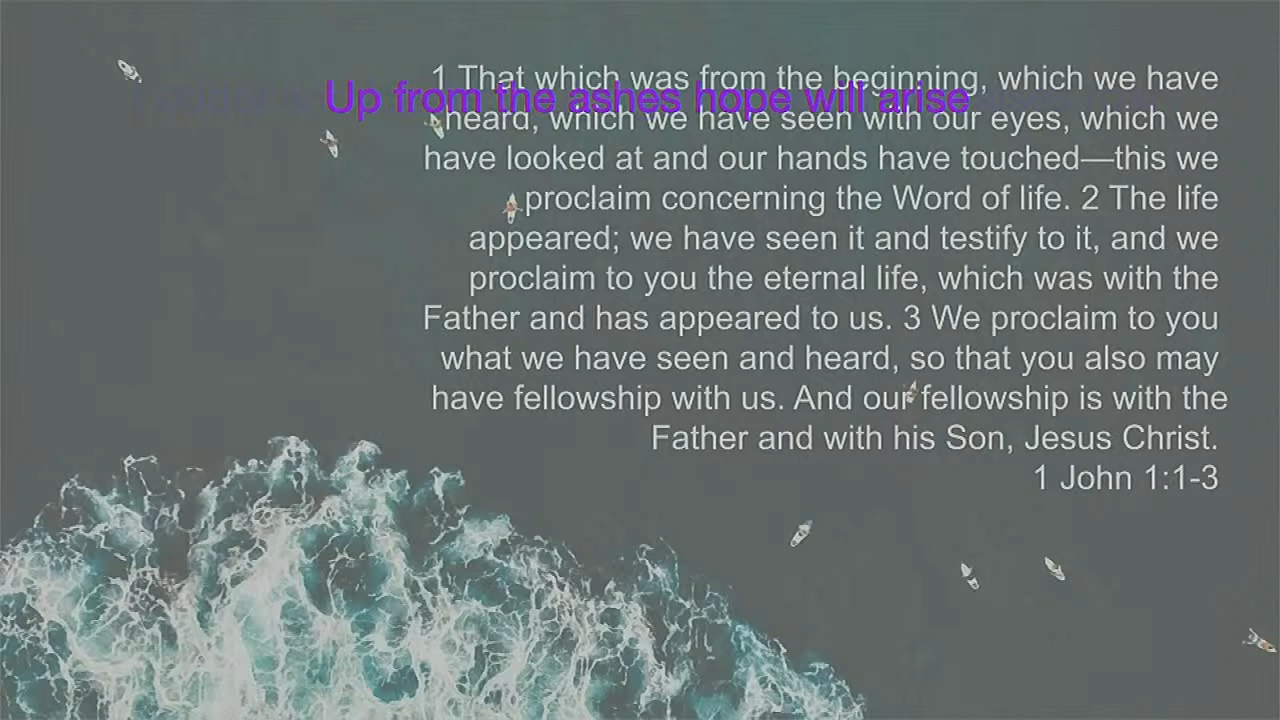 1 That which was from the beginning, which we have
Up from the ashes hope will arise
heard, which we have seen with our eyes, which we
have looked at and our hands have touched—this we
proclaim concerning the Word of life. 2 The life
appeared; we have seen it and testify to it, and we
proclaim to you the eternal life, which was with the
Father and has appeared to us. 3 We proclaim to you
what we have seen and heard, so that you also may
have fellowship with us. And our fellowship is with the
Father and with his Son, Jesus Christ.
1 John 1:1-3